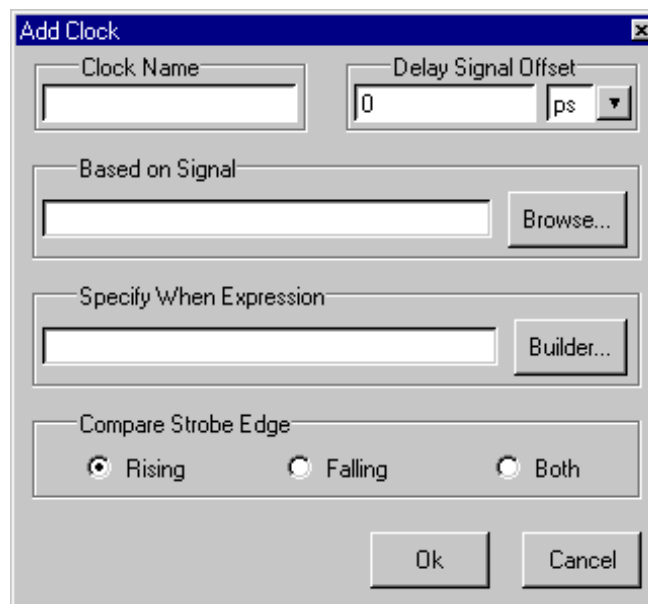 Add Clock
Clock Name
Delay Signal Offset
0 ps
Based on Signal
Browse...
Specify When Expression
Builder...
Compare Strobe Edge
Rising Falling Both
Ok Cancel